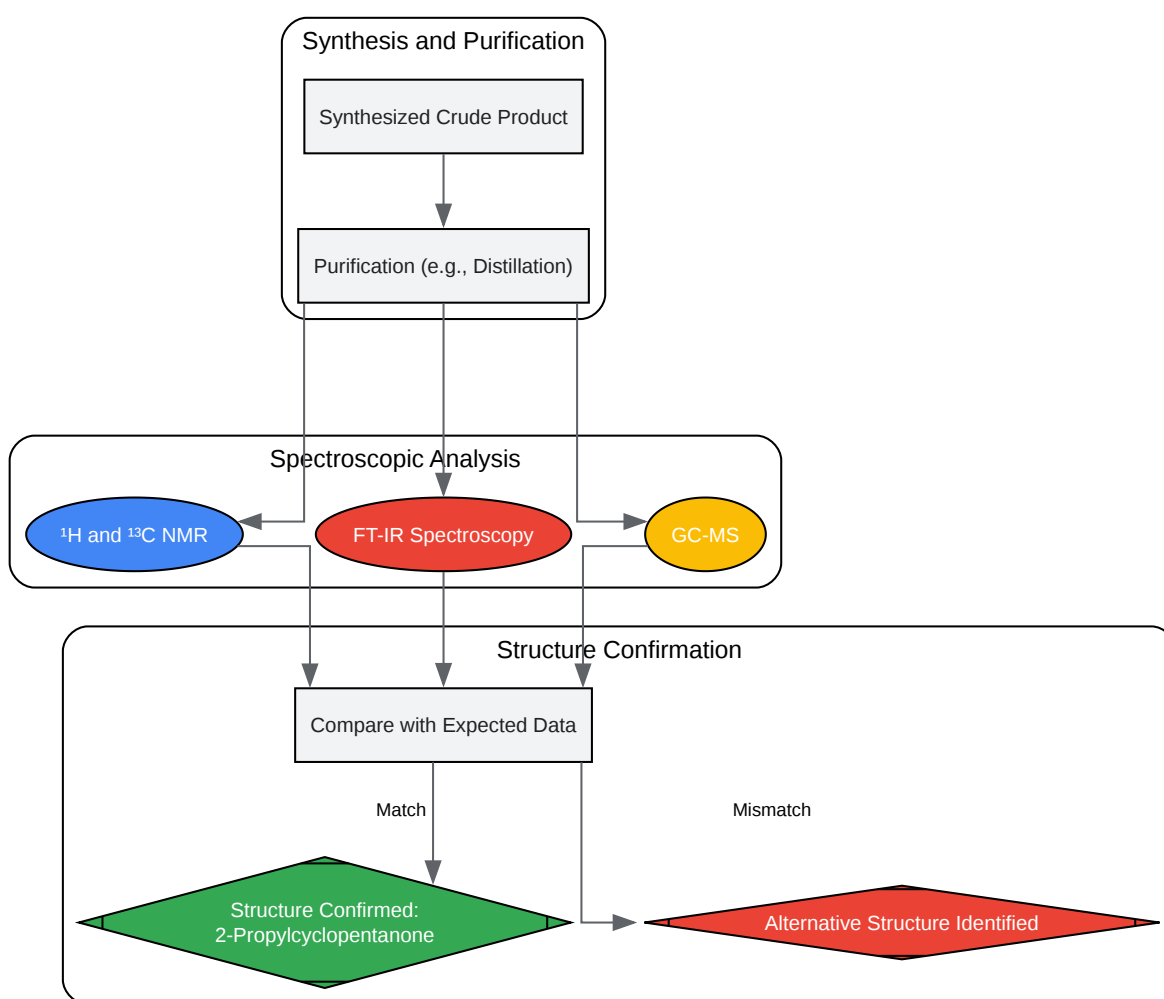 Synthesis and Purification
Synthesized Crude Product
Purification (e.g., Distillation)
Spectroscopic Analysis
¹H and ¹³C NMR
FT-IR Spectroscopy
GC-MS
Structure Confirmation
Compare with Expected Data
Match
Mismatch
Structure Confirmed:
2-Propylcyclopentanone
Alternative Structure Identified